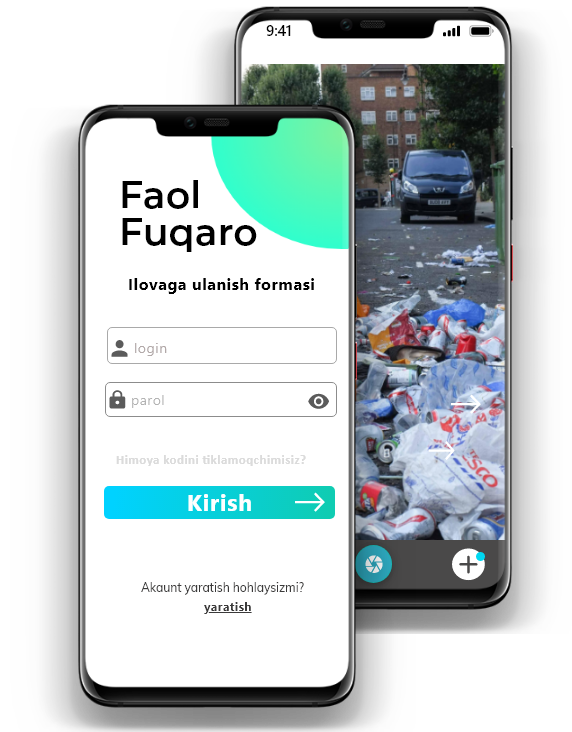 9:41
Faol
Fuqaro
Ilovaga ulanish formasi
login
parol
Himoya kodini tiklamoqchimisiz?
Kirish
Akaunt yaratish hohlaysizmi?
yaratish
TESCO